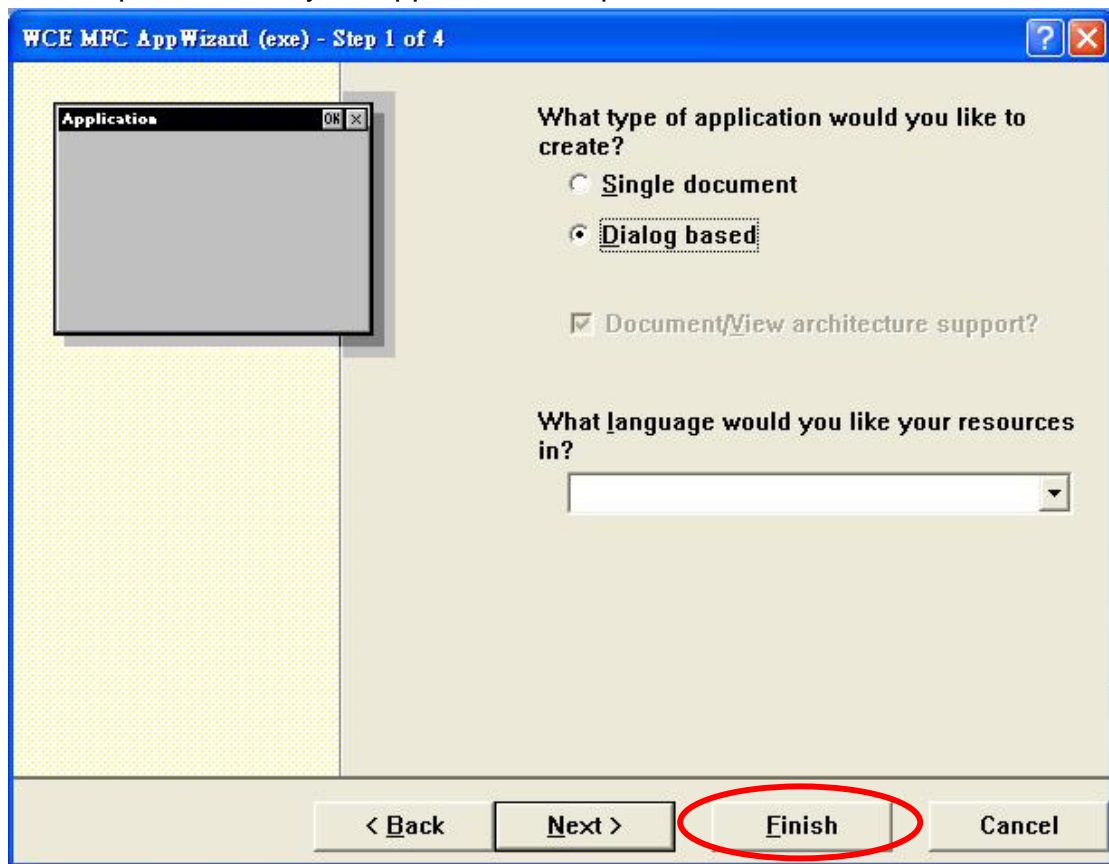 WCE MFC AppWizard (exe) - Step 1 of 4
Application OK
What type of application would you like to
create?
Single document
Dialog based
Document/View architecture support?
What language would you like your resources
in?
< Back Next > Finish Cancel